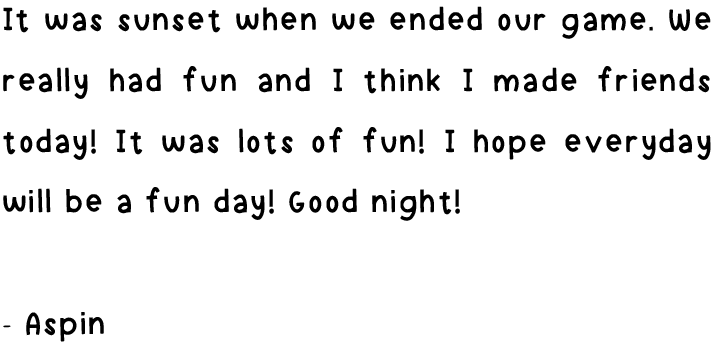 It was sunset when we ended our game. We
really had fun and I think I made friends
today! It was lots of fun! I hope everyday
will be a fun day! Good night!
- Aspin